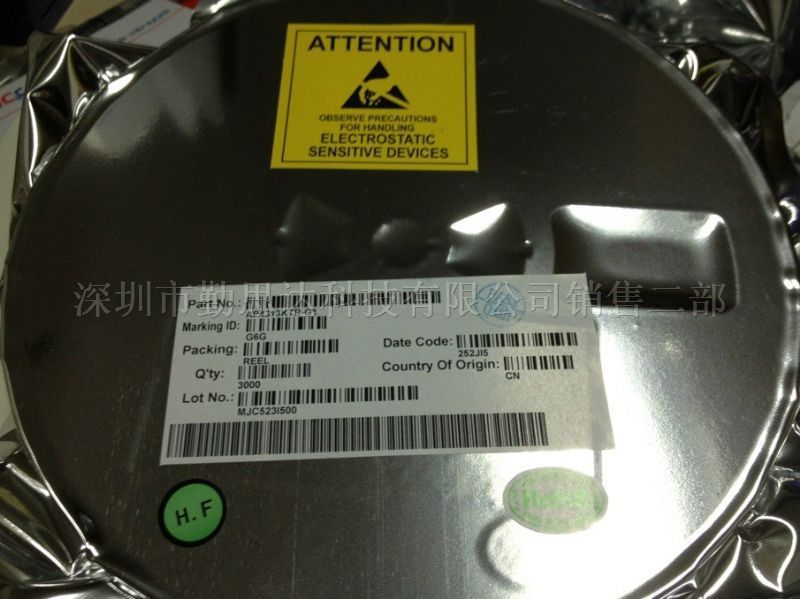 ATTENTION
OBSERVE PRECAUTIONS
FOR HANDLING
ELECTROSTATIC
SENSITIVE DEVICES
深圳市勤思达科技有限公司销售二部
Part-No.:
Marking ID:
G6G
Packing:
REEL
Date Code:
252JI5
Q'ty:
3000
Country Of Origin:
CN
Lot No.:
MJC523I500
H.F
RoHS